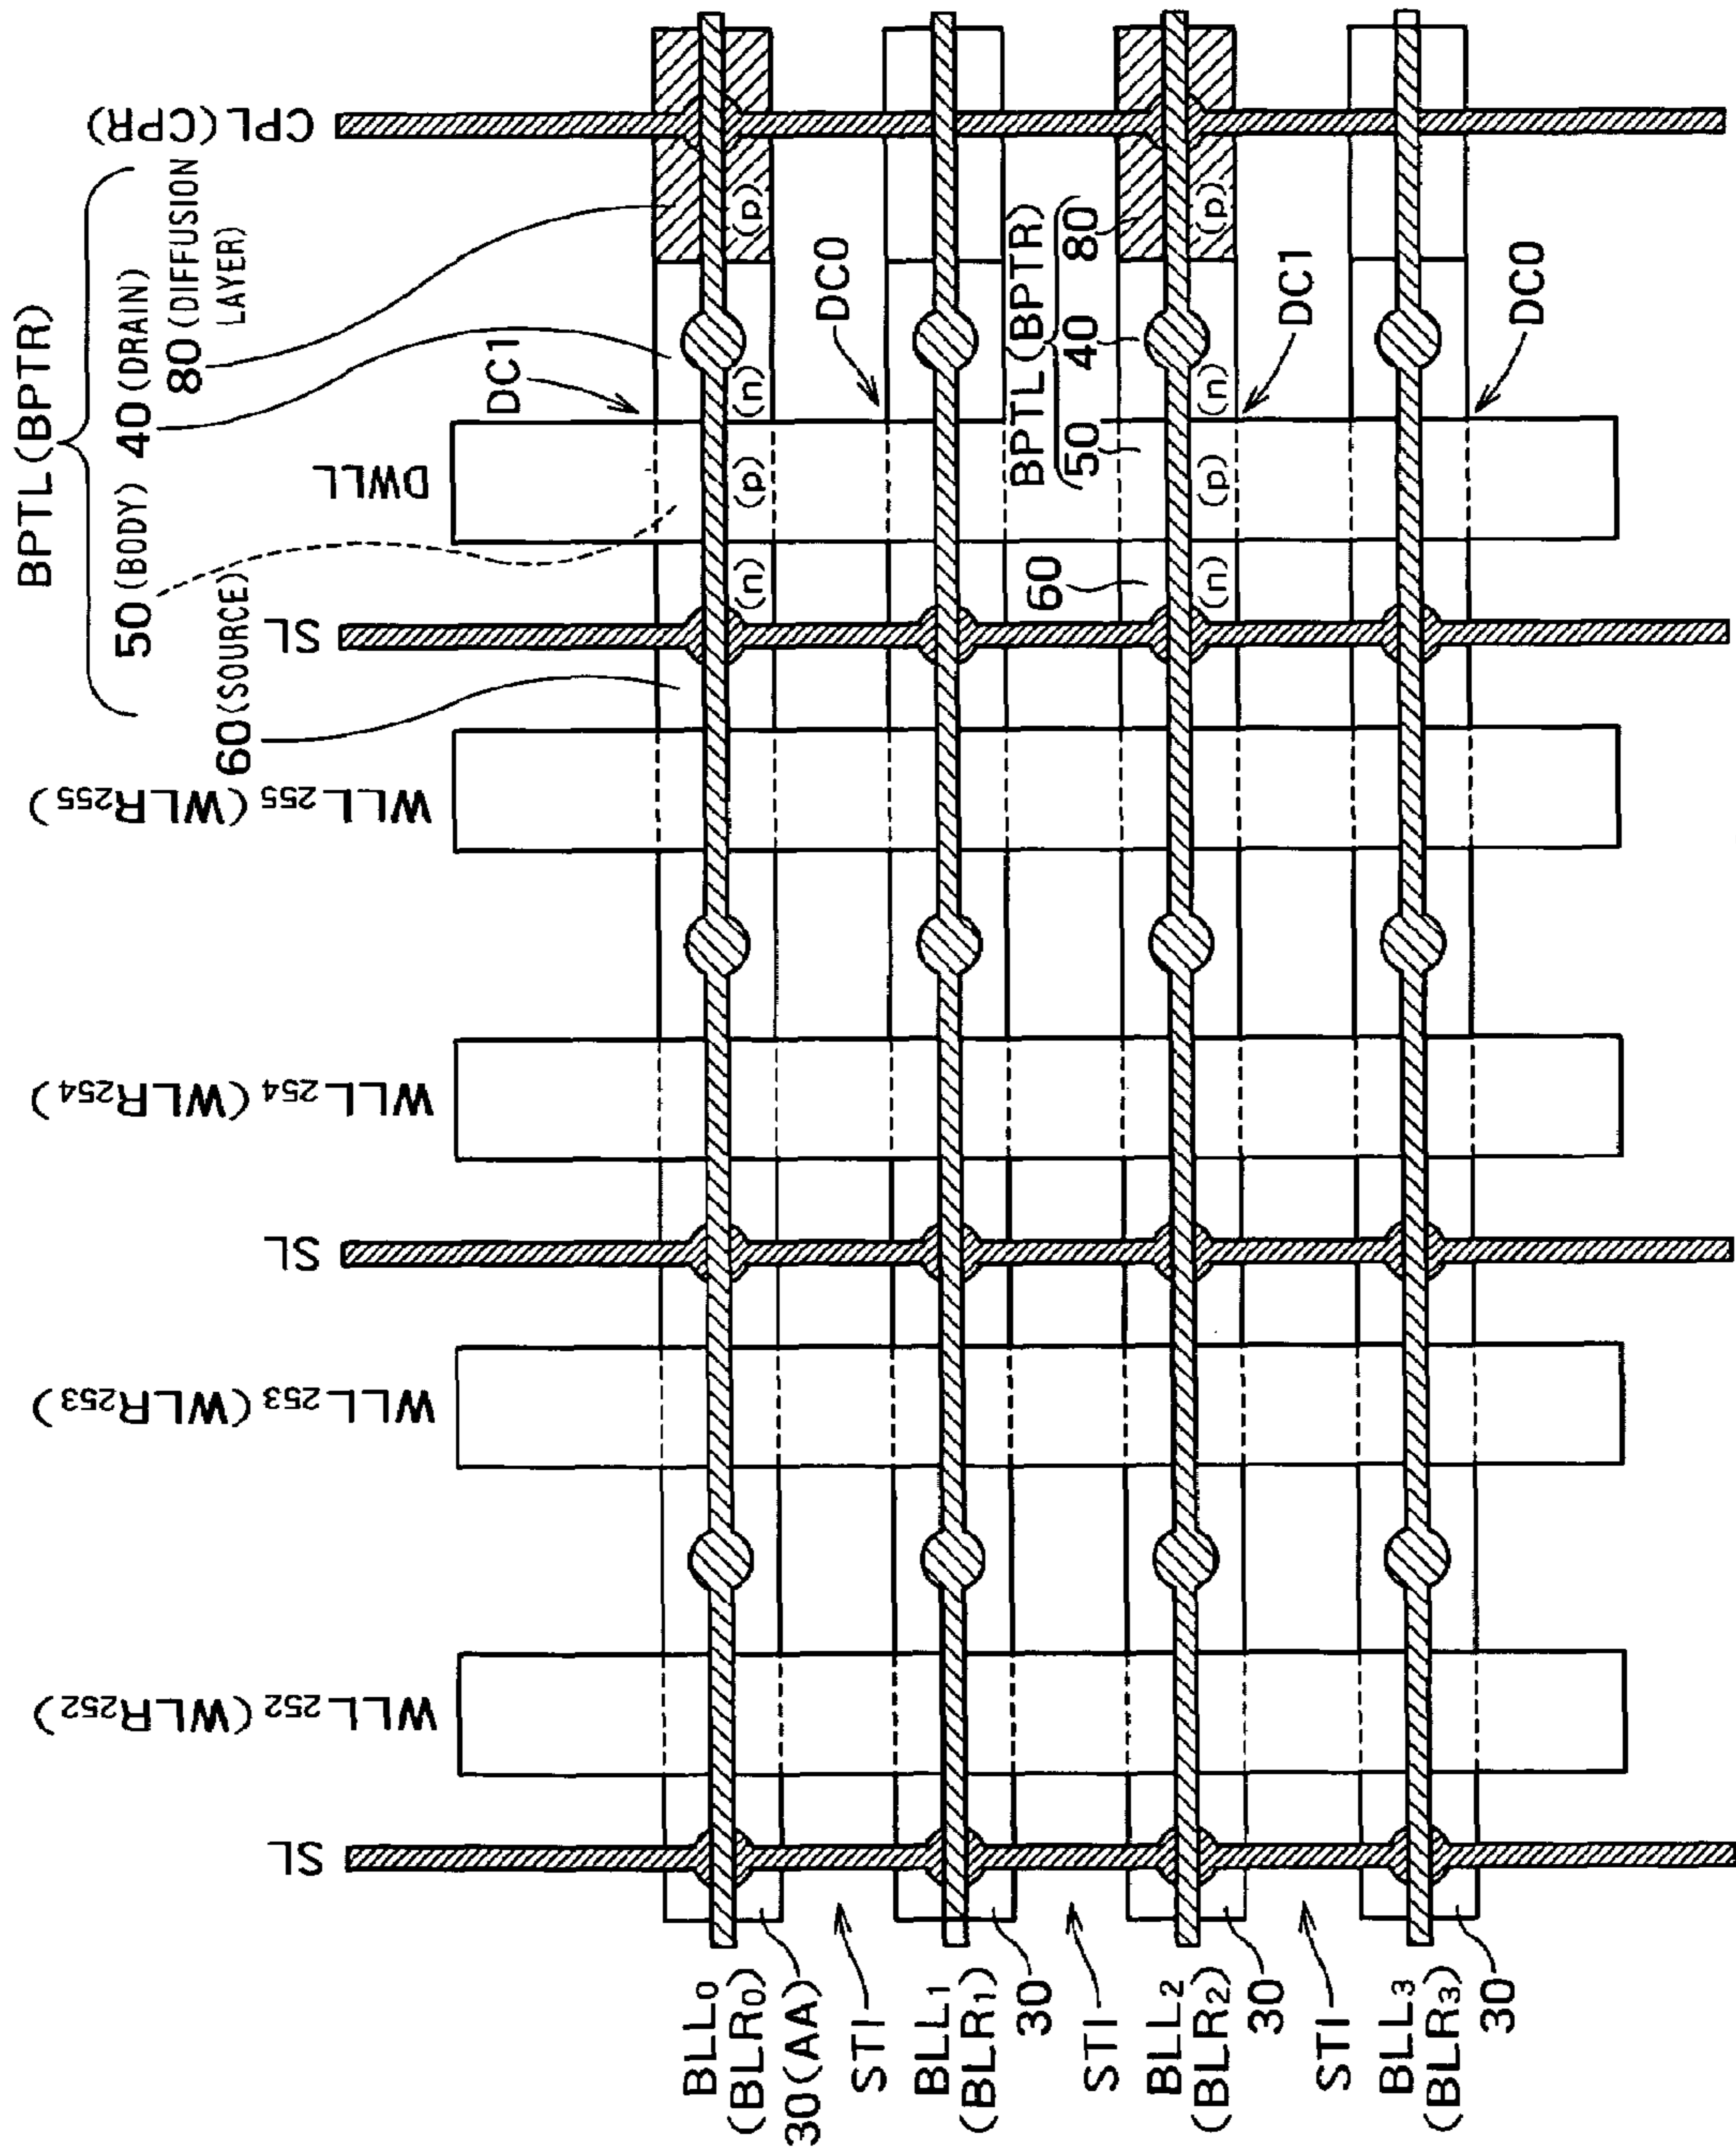 BPTL(BPTR)
50(BODY) 40(DRAIN)
80(DIFFUSION
LAYER)
60(SOURCE)
CPL(CPR)
DC1
DC0
DWLL
SL
(n)
(p)
(n)
(p)
BPTL(BPTR)
50 40 80
60
(n)
(p)
(n)
(p)
DC1
DC0
WLL255(WLR255)
WLL254(WLR254)
SL
WLL253(WLR253)
WLL252(WLR252)
SL
BLL0
(BLR0)
30(AA)
STI
BLL1
(BLR1)
30
STI
BLL2
(BLR2)
30
STI
BLL3
(BLR3)
30